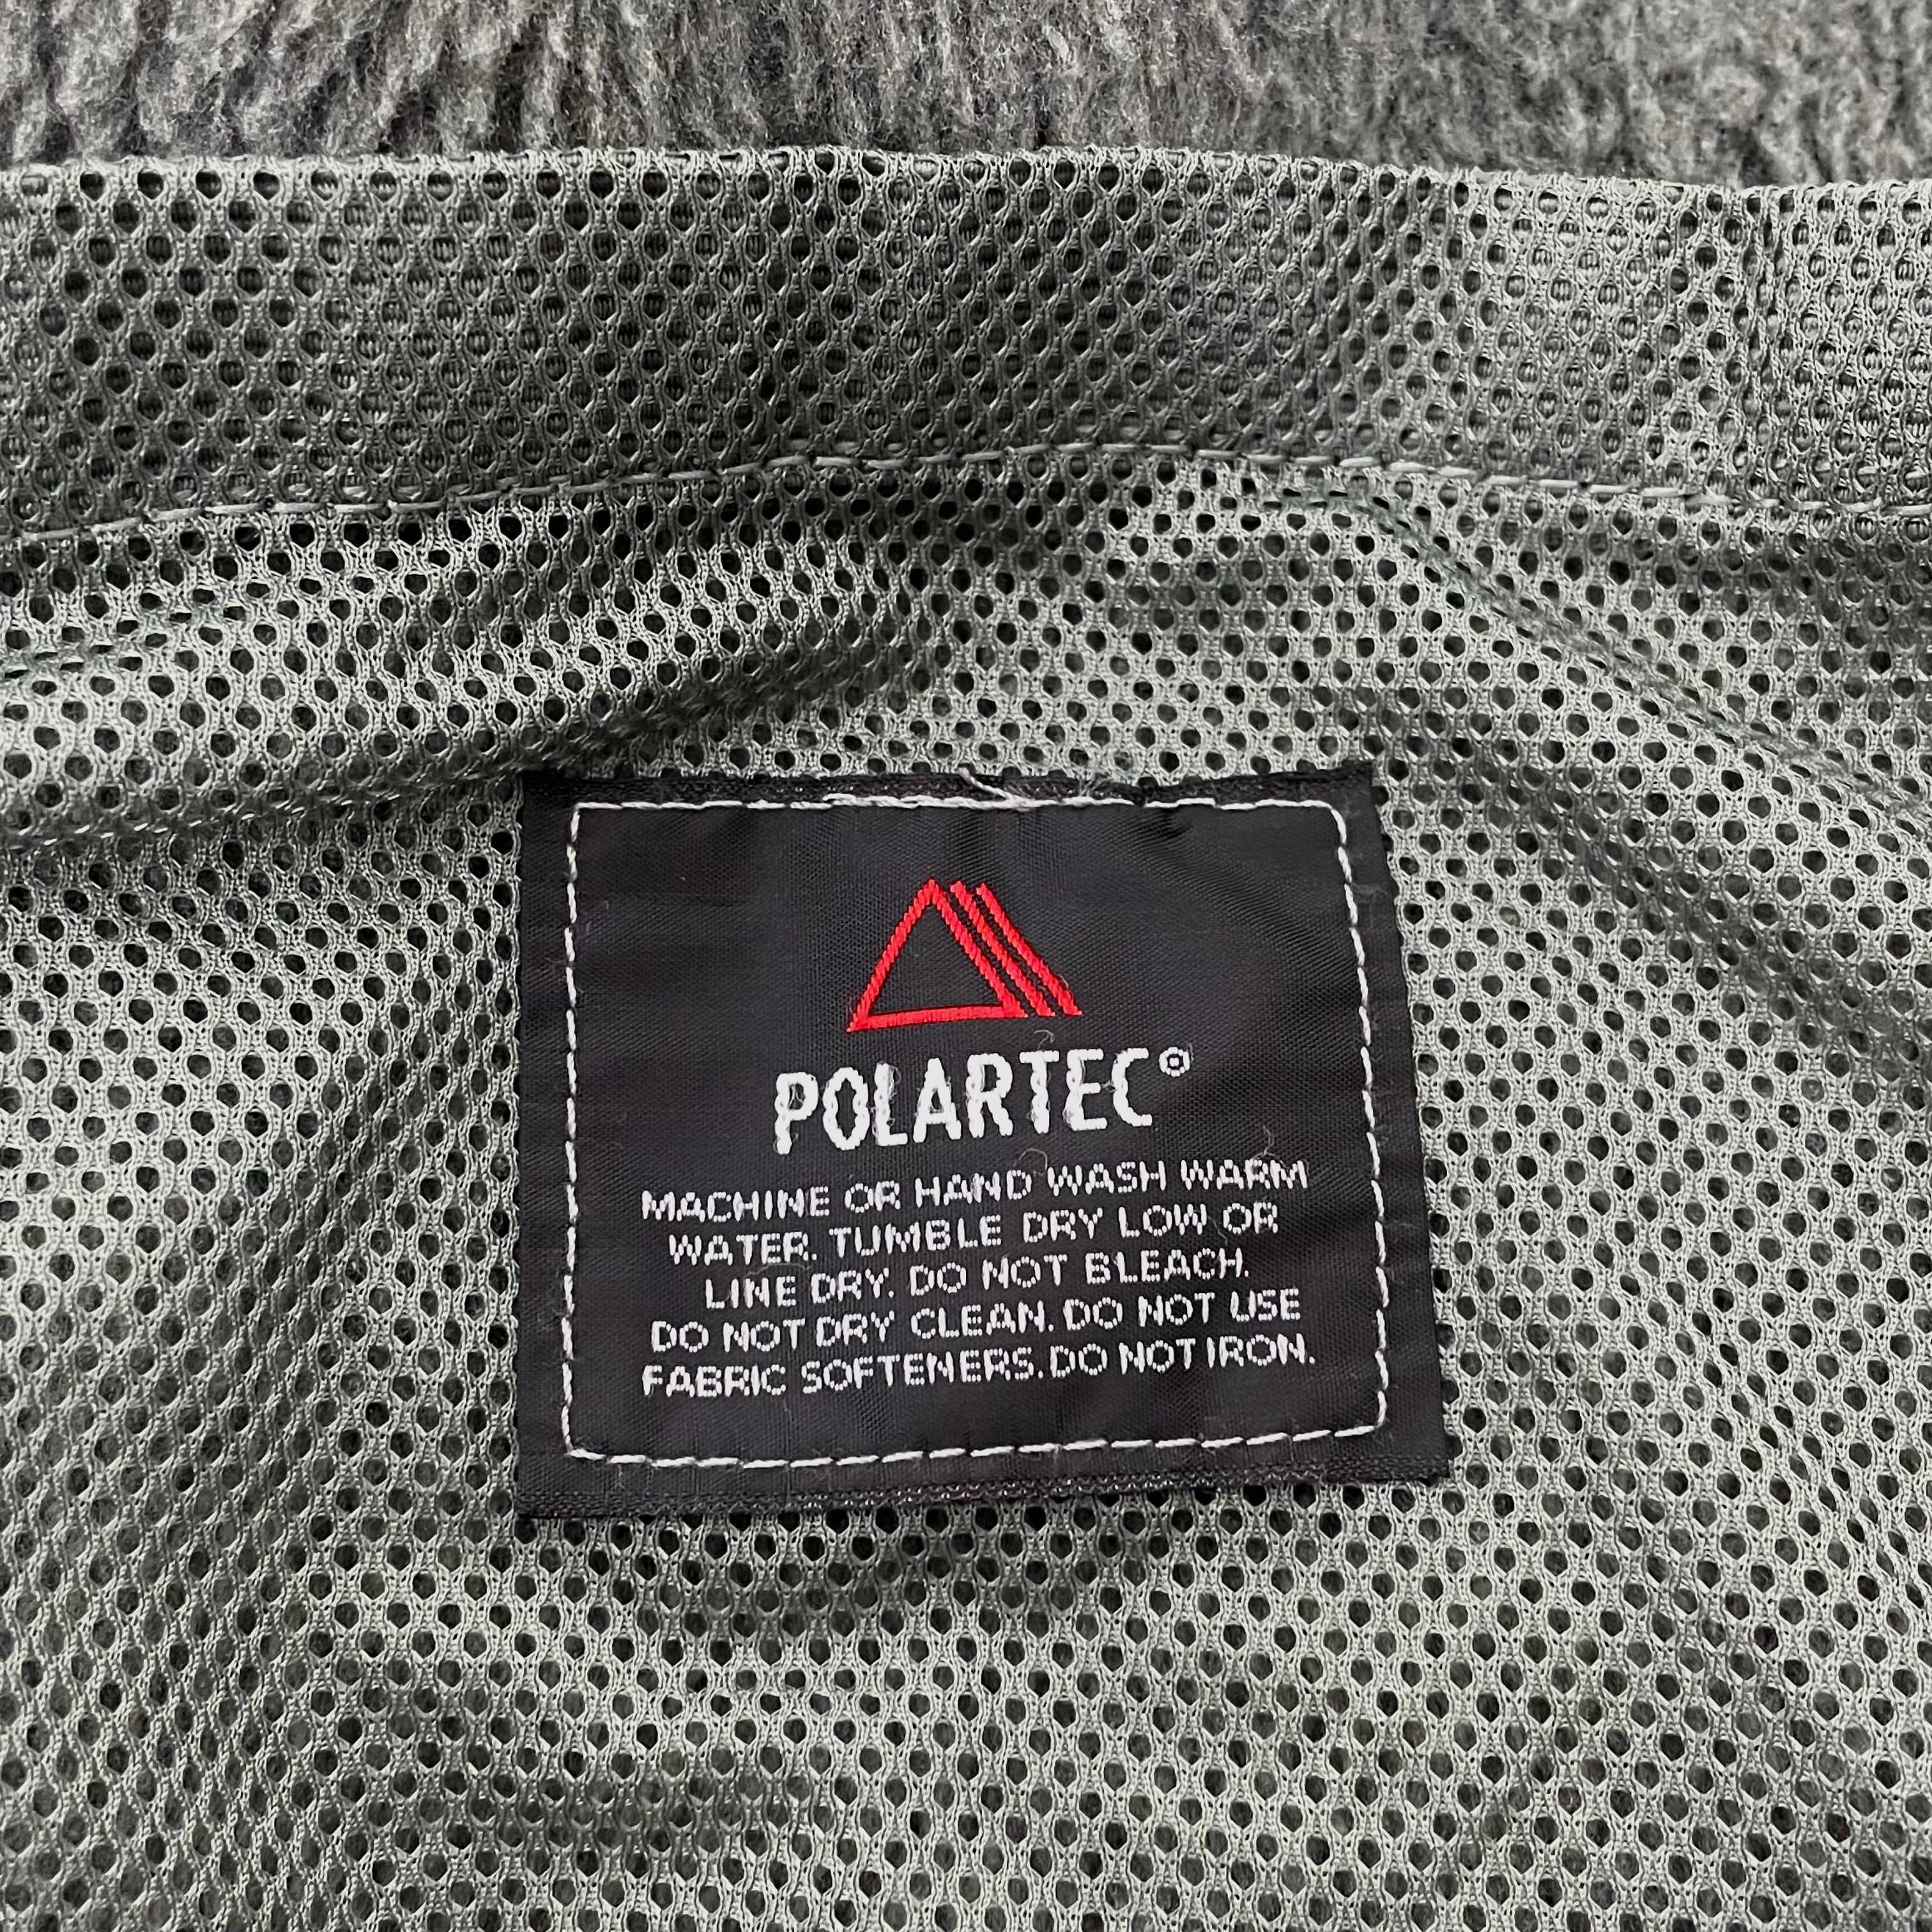 POLARTEC®
MACHINE OR HAND WASH WARM
WATER. TUMBLE DRY LOW OR
LINE DRY. DO NOT BLEACH.
DO NOT DRY CLEAN. DO NOT USE
FABRIC SOFTENERS. DO NOT IRON.